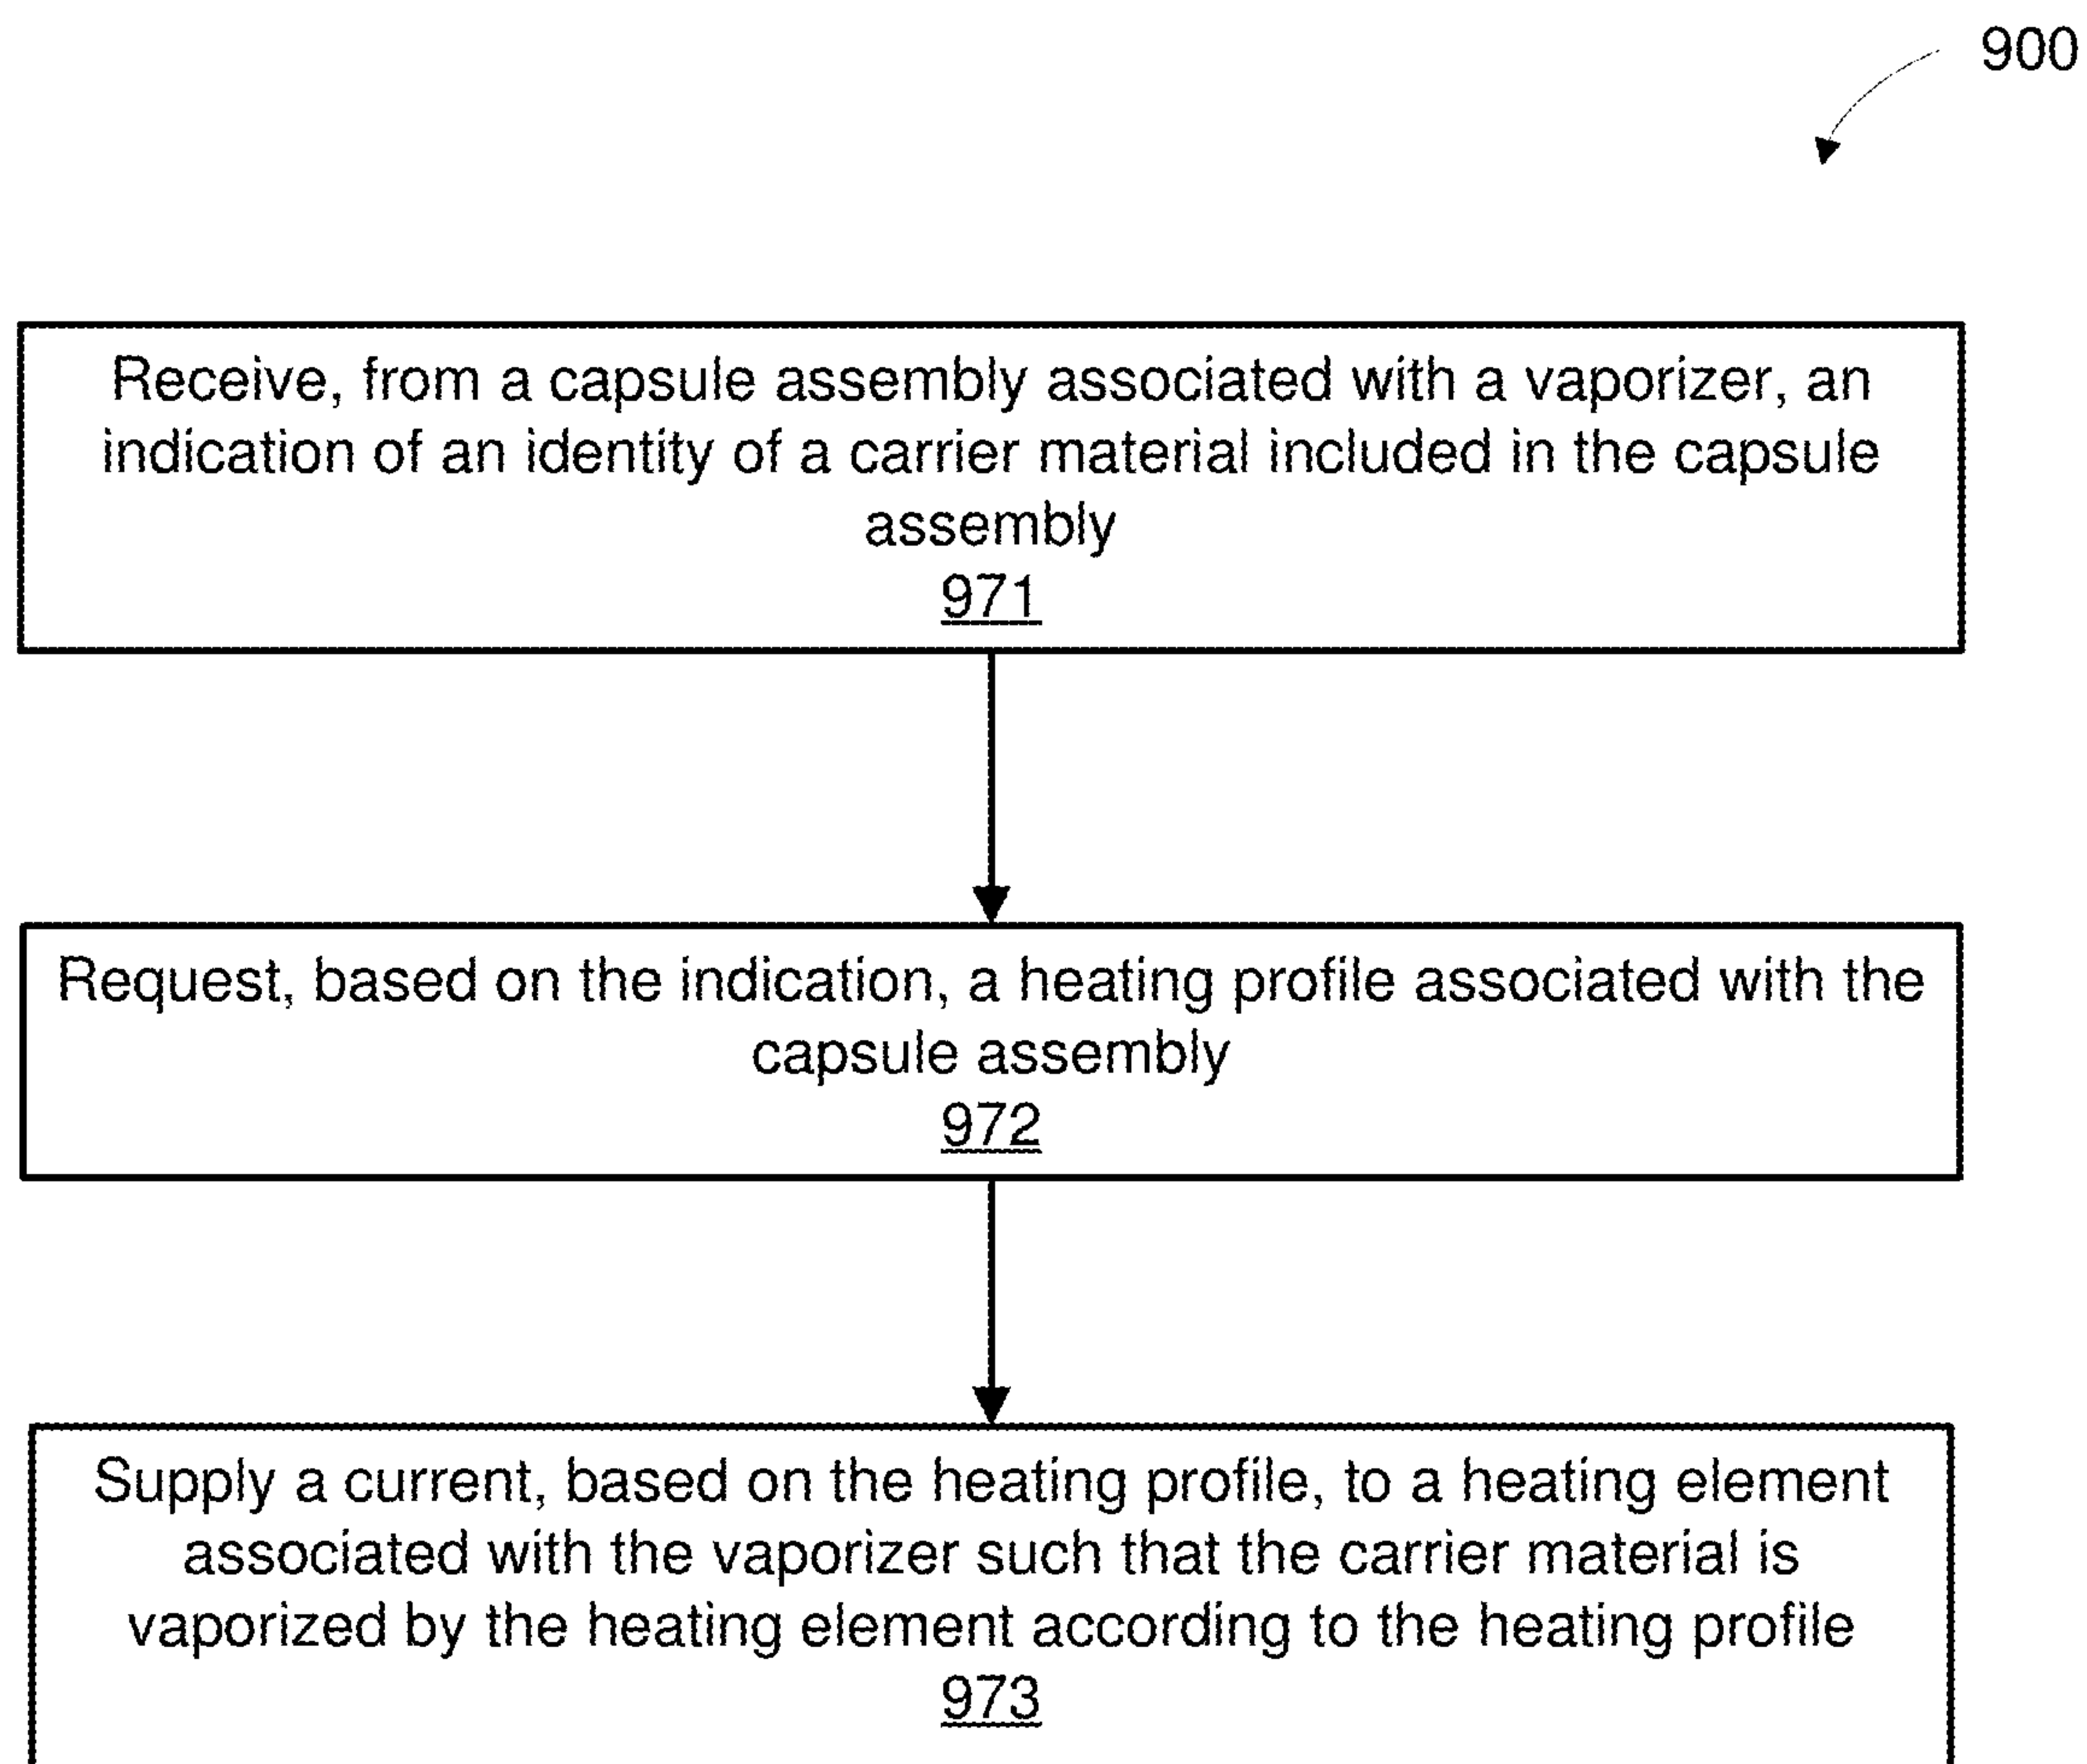 900
Receive, from a capsule assembly associated with a vaporizer, an
indication of an identity of a carrier material included in the capsule
assembly
971
Request, based on the indication, a heating profile associated with the
capsule assembly
972
Supply a current, based on the heating profile, to a heating element
associated with the vaporizer such that the carrier material is
vaporized by the heating element according to the heating profile
973